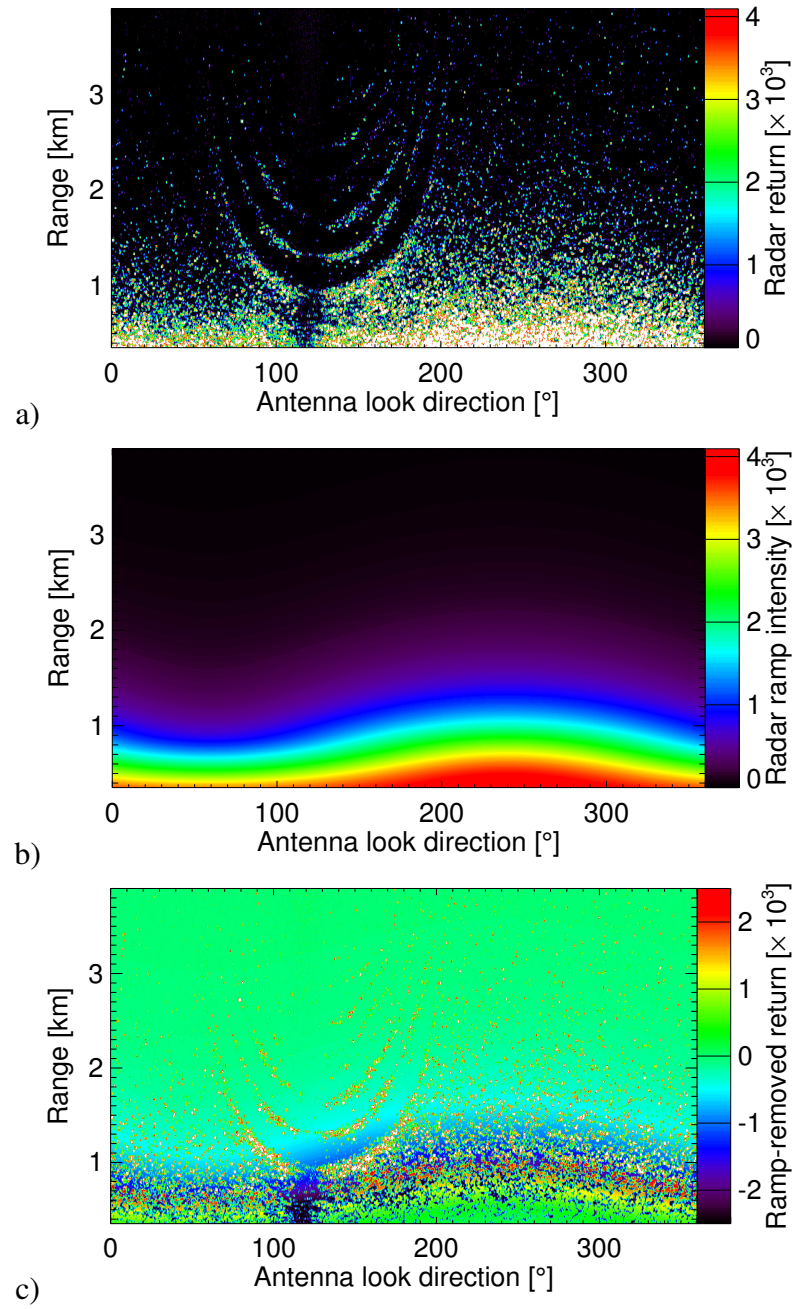 4
3
2
1
0
Radar return [× 10³]
3
2
1
Range [km]
0 100 200 300
Antenna look direction [°]
a)
4
3
2
1
0
Radar ramp intensity [× 10³]
3
2
1
Range [km]
0 100 200 300
Antenna look direction [°]
b)
2
1
0
-1
-2
Ramp-removed return [× 10³]
3
2
1
Range [km]
0 100 200 300
Antenna look direction [°]
c)